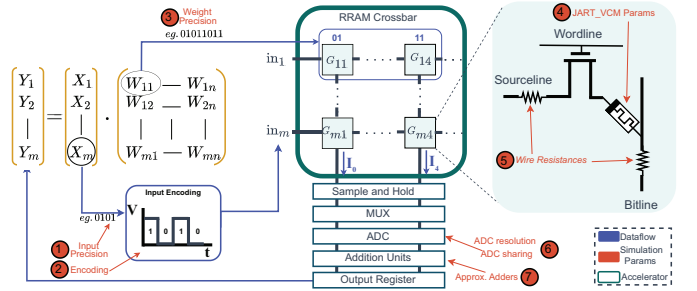 3 Weight Precision
eg. 01011011
RRAM Crossbar
01 11
in1 G11 G14
inm Gm1 Gm4
I0 I4
Sample and Hold
MUX
ADC
Addition Units
Output Register
4 JART_VCM Params
Wordline
Sourceline
5 Wire Resistances
Bitline
Y1 X1 W11 — W1n
Y2 = X2 · W12 — W2n
Ym Xm Wm1 — Wmn
eg. 0101
Input Encoding
V
1 0 1 0
t
1 Input Precision
2 Encoding
ADC resolution
ADC sharing
6
7
Approx. Adders
Dataflow
Simulation Params
Accelerator